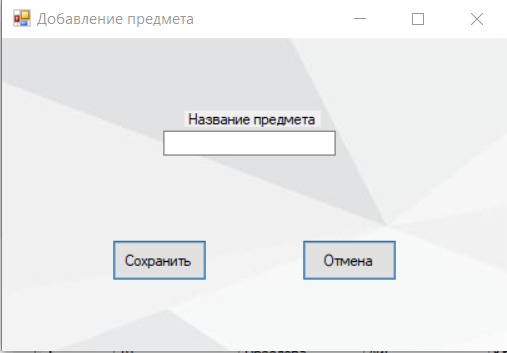 Добавление предмета
Название предмета
Сохранить
Отмена